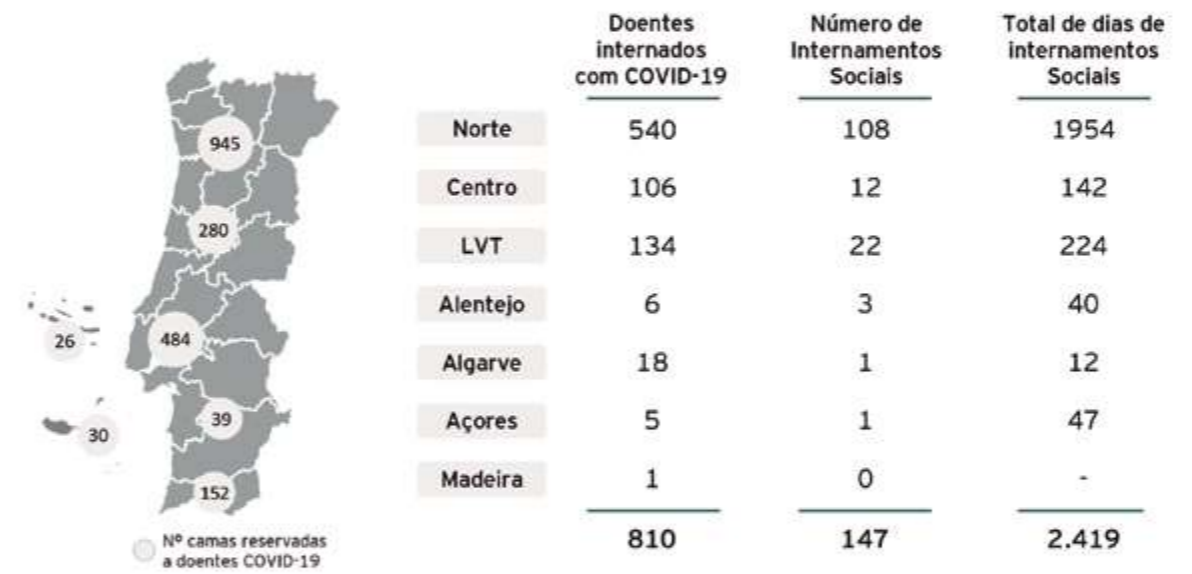 Doentes
internados
com COVID-19
Número de
Internamentos
Sociais
Total de dias de
internamentos
Sociais
Norte 540 108 1954
Centro 106 12 142
LVT 134 22 224
Alentejo 6 3 40
Algarve 18 1 12
Açores 5 1 47
Madeira 1 0 -
810 147 2.419
945
280
484
26
39
30
152
Nº camas reservadas
a doentes COVID-19